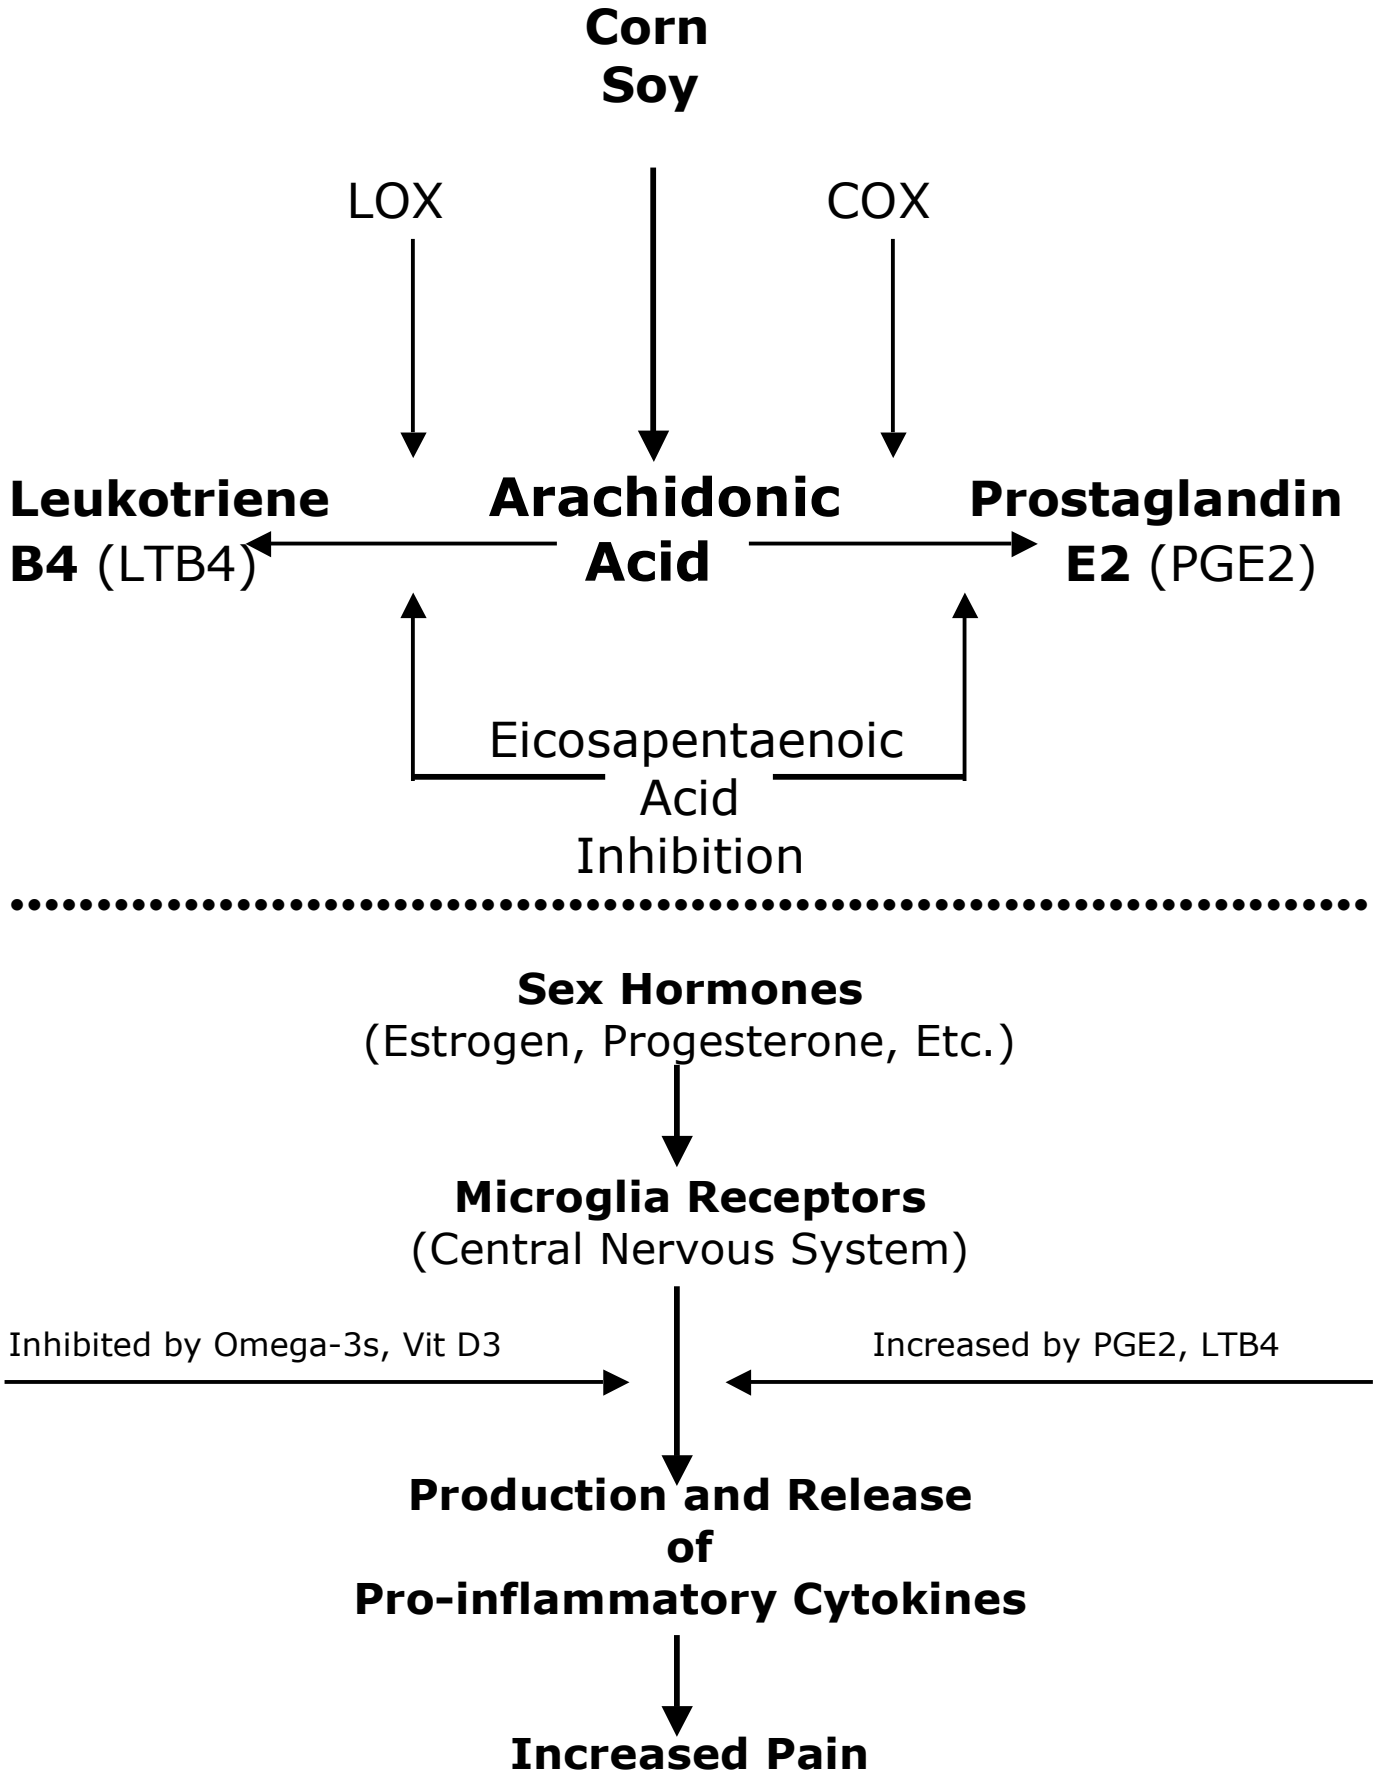 Corn
Soy
LOX
COX
Leukotriene
B4 (LTB4)
Arachidonic
Acid
Prostaglandin
E2 (PGE2)
Eicosapentaenoic
Acid
Inhibition
Sex Hormones
(Estrogen, Progesterone, Etc.)
Microglia Receptors
(Central Nervous System)
Inhibited by Omega-3s, Vit D3
Increased by PGE2, LTB4
Production and Release
of
Pro-inflammatory Cytokines
Increased Pain